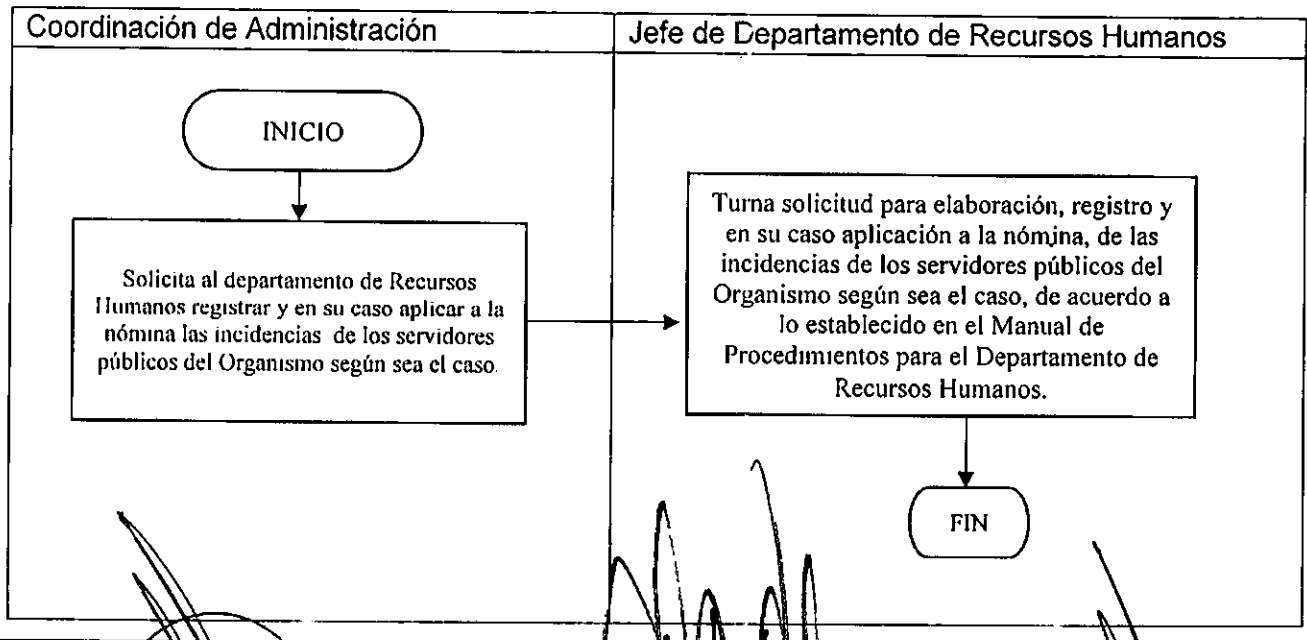 Coordinación de Administración
Jefe de Departamento de Recursos Humanos
INICIO
Solicita al departamento de Recursos
Humanos registrar y en su caso aplicar a la
nómina las incidencias de los servidores
públicos del Organismo según sea el caso.
Turna solicitud para elaboración, registro y
en su caso aplicación a la nómina, de las
incidencias de los servidores públicos del
Organismo según sea el caso, de acuerdo a
lo establecido en el Manual de
Procedimientos para el Departamento de
Recursos Humanos.
FIN